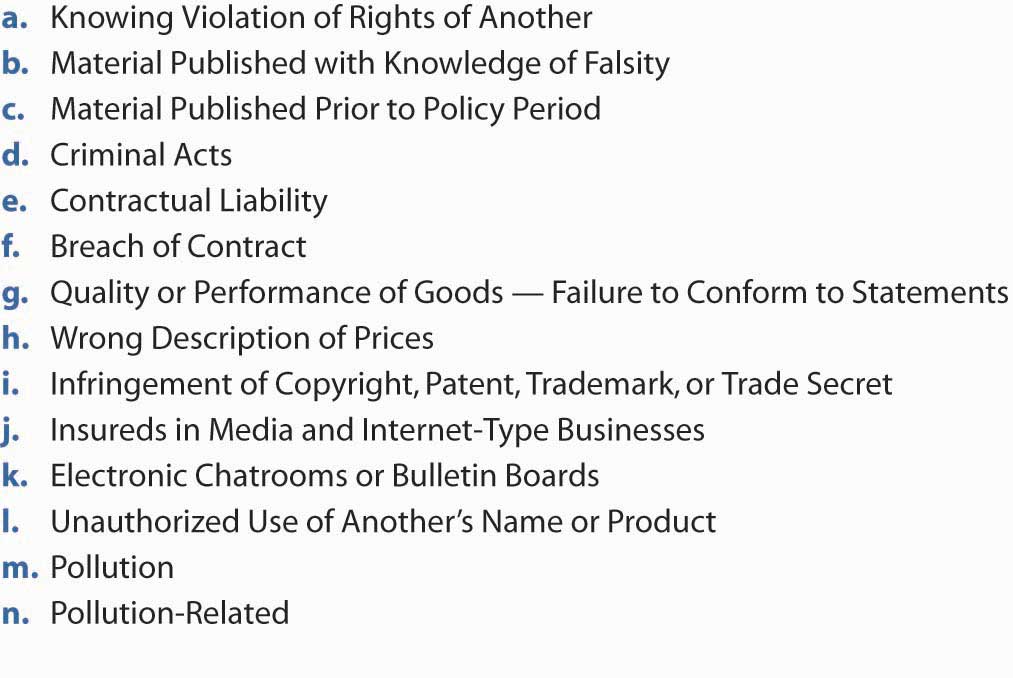 a. Knowing Violation of Rights of Another
b. Material Published with Knowledge of Falsity
c. Material Published Prior to Policy Period
d. Criminal Acts
e. Contractual Liability
f. Breach of Contract
g. Quality or Performance of Goods — Failure to Conform to Statements
h. Wrong Description of Prices
i. Infringement of Copyright, Patent, Trademark, or Trade Secret
j. Insureds in Media and Internet-Type Businesses
k. Electronic Chatrooms or Bulletin Boards
l. Unauthorized Use of Another’s Name or Product
m. Pollution
n. Pollution-Related